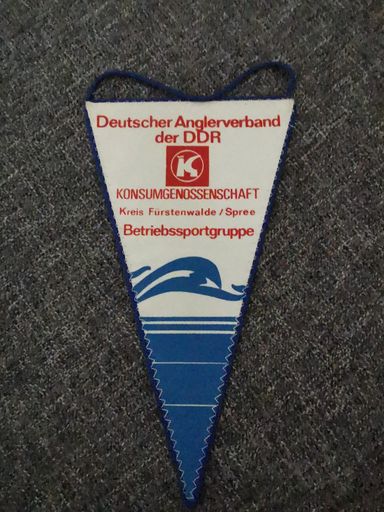 Deutscher Anglerverband
der DDR
K
KONSUMGENOSSENSCHAFT
Kreis Fürstenwalde/Spree
Betriebssportgruppe